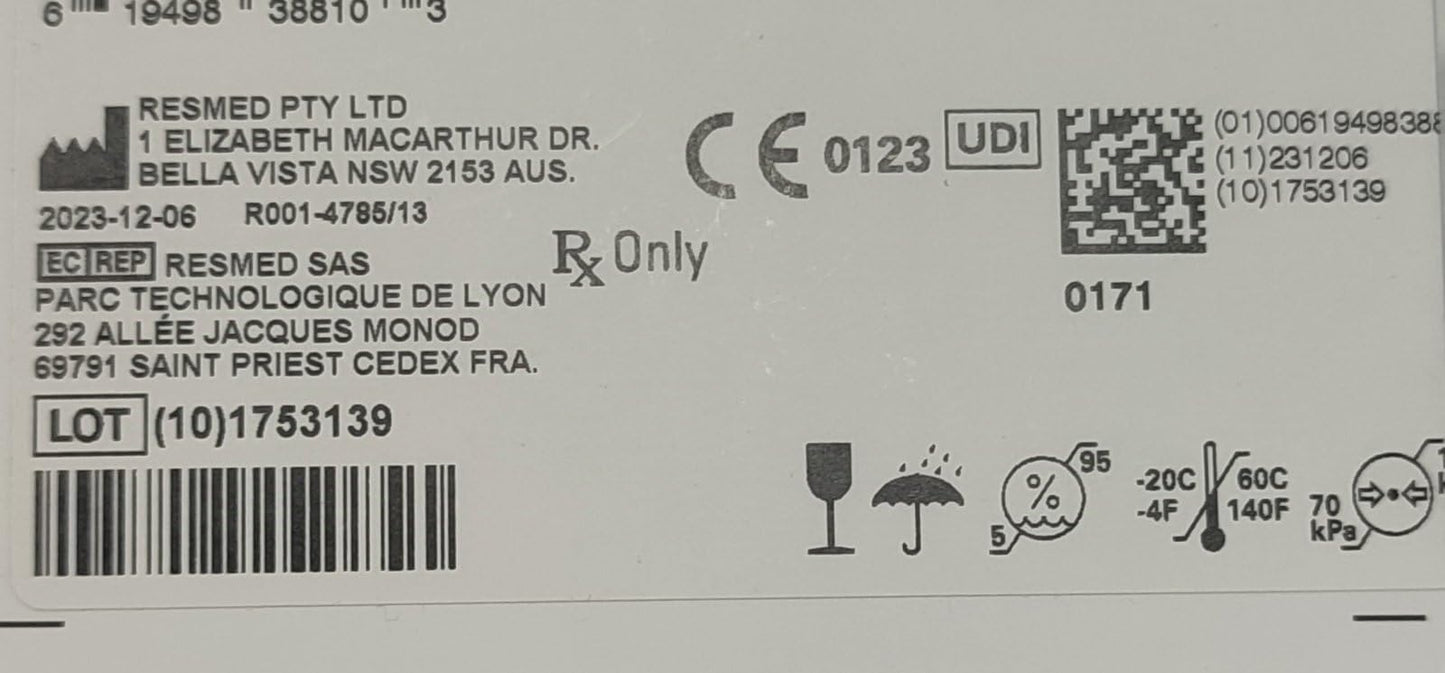 6 19498 38810 3
RESMED PTY LTD
1 ELIZABETH MACARTHUR DR.
BELLA VISTA NSW 2153 AUS.
2023-12-06 R001-4785/13
EC REP RESMED SAS
PARC TECHNOLOGIQUE DE LYON
292 ALLÉE JACQUES MONOD
69791 SAINT PRIEST CEDEX FRA.
LOT (10)1753139
CE 0123
Rx Only
UDI
(01)0061949838
(11)231206
(10)1753139
0171
%
95
5
-20C
-4F
60C
140F
70
kPa